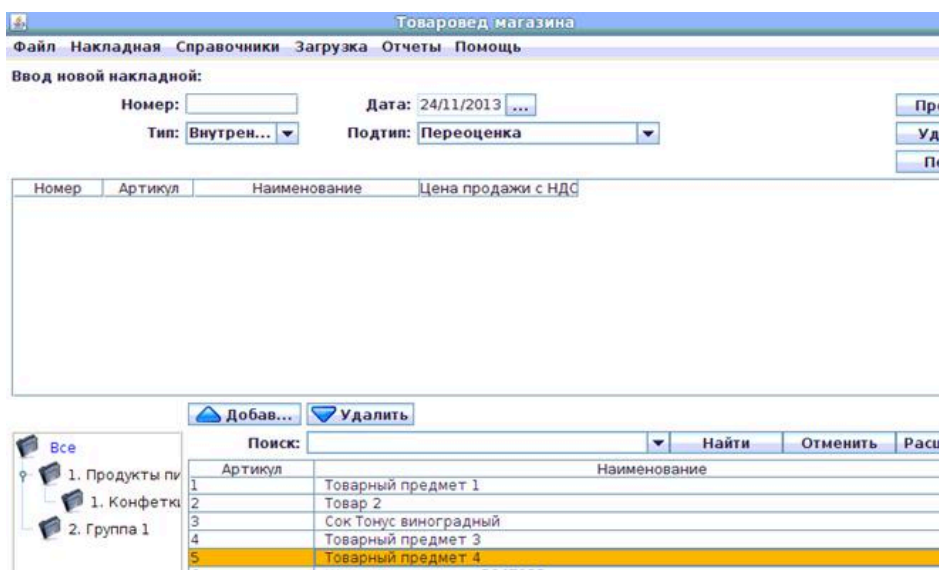 Товаровед магазина
Файл Накладная Справочники Загрузка Отчеты Помощь
Ввод новой накладной:
Номер: Дата: 24/11/2013 ...
Тип: Внутрен... Подтип: Переоценка
Номер Артикул Наименование Цена продажи с НДС
Добав... Удалить
Поиск: Найти Отменить
Все
1. Продукты
1. Конфетки
2. Группа 1
Артикул Наименование
1 Товарный предмет 1
2 Товар 2
3 Сок Тонус виноградный
4 Товарный предмет 3
5 Товарный предмет 4